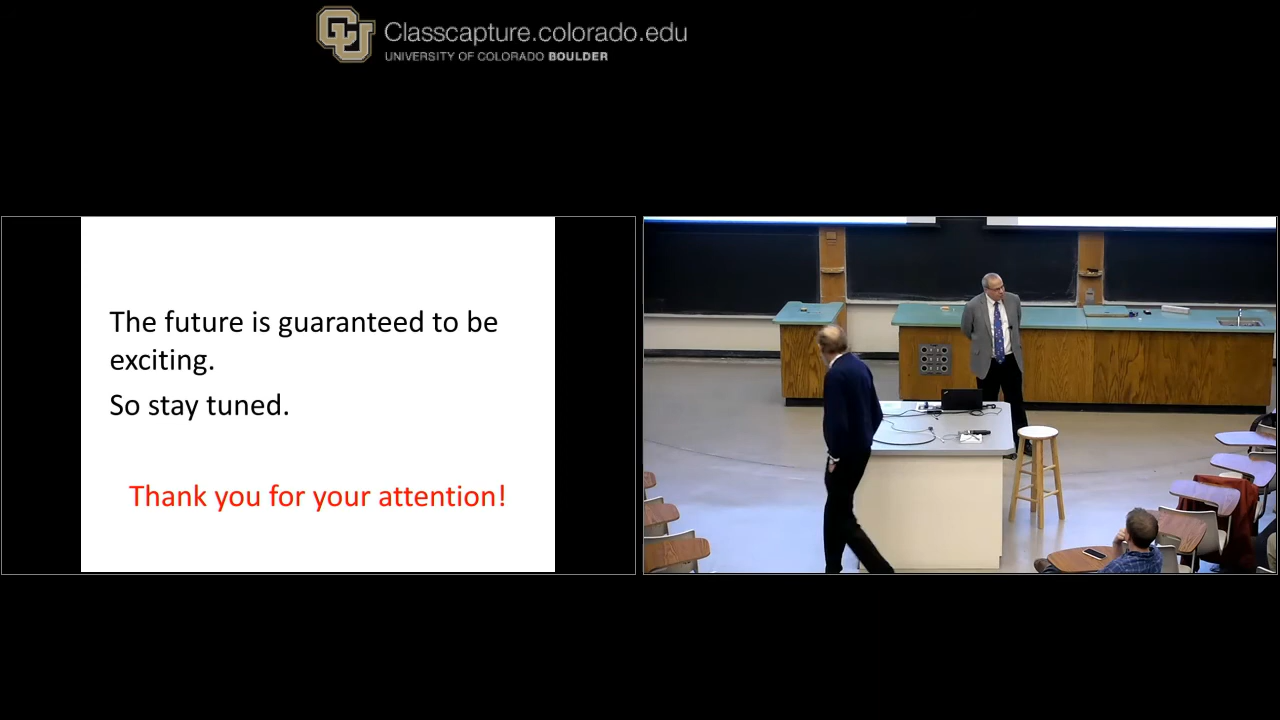 Classcapture.colorado.edu
UNIVERSITY OF COLORADO BOULDER
The future is guaranteed to be
exciting.
So stay tuned.
Thank you for your attention!